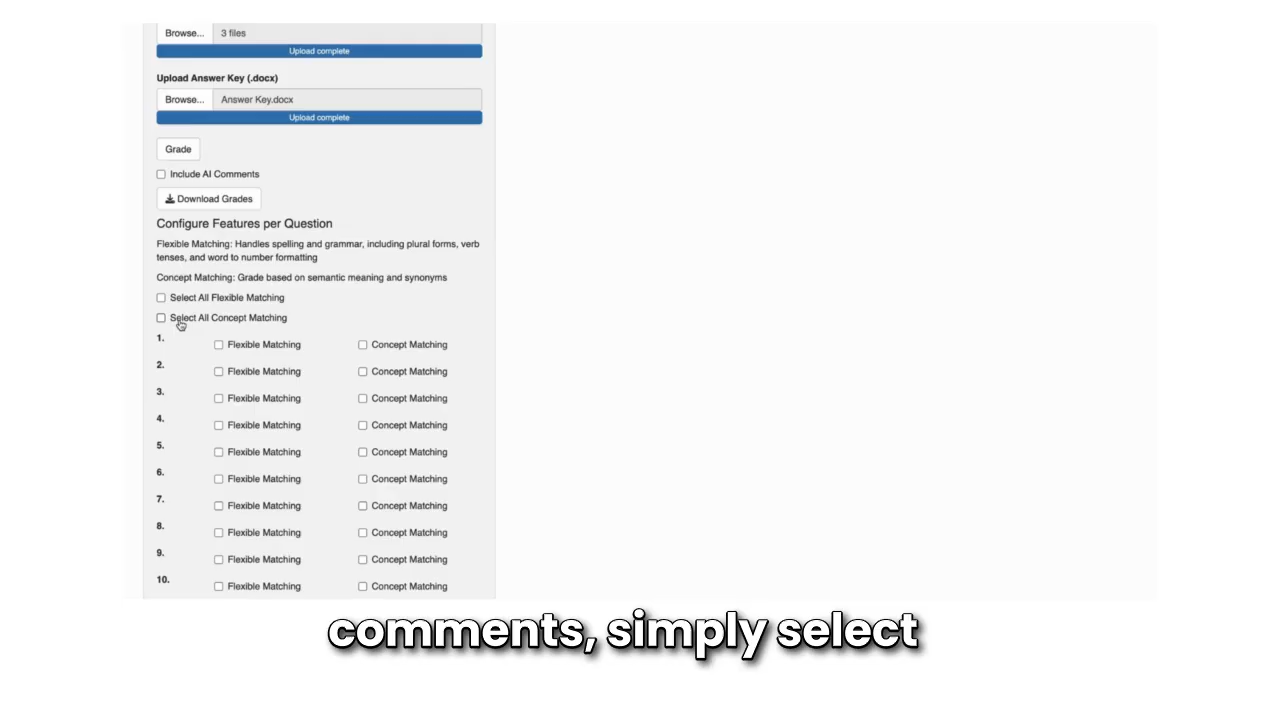 Browse... 3 files
Upload complete
Upload Answer Key (.docx)
Browse... Answer Key.docx
Upload complete
Grade
Include AI Comments
Download Grades
Configure Features per Question
Flexible Matching: Handles spelling and grammar, including plural forms, verb
tenses, and word to number formatting
Concept Matching: Grade based on semantic meaning and synonyms
Select All Flexible Matching
Select All Concept Matching
1. Flexible Matching Concept Matching
2. Flexible Matching Concept Matching
3. Flexible Matching Concept Matching
4. Flexible Matching Concept Matching
5. Flexible Matching Concept Matching
6. Flexible Matching Concept Matching
7. Flexible Matching Concept Matching
8. Flexible Matching Concept Matching
9. Flexible Matching Concept Matching
10. Flexible Matching Concept Matching
comments, simply select